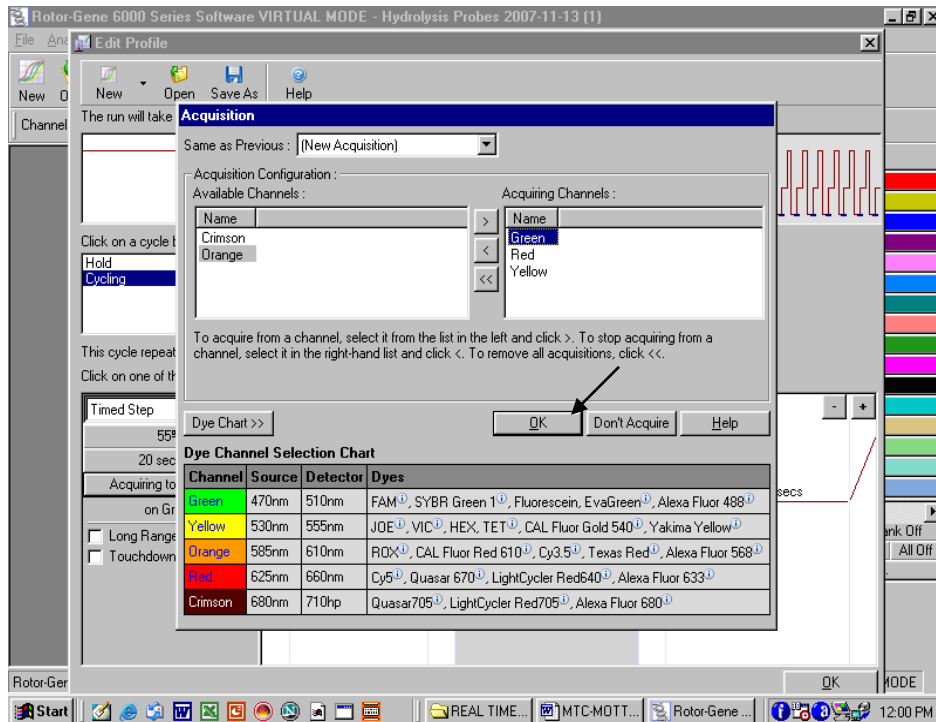 Rotor-Gene 6000 Series Software VIRTUAL MODE - Hydrolysis Probes 2007-11-13 (1)
File Ana
Edit Profile
New
New Open Save As Help
Channel
The run will take
Acquisition
Same as Previous : (New Acquisition)
Acquisition Configuration :
Available Channels :
Name
Crimson
Orange
>
<
<<
Acquiring Channels :
Name
Green
Red
Yellow
To acquire from a channel, select it from the list in the left and click >. To stop acquiring from a
channel, select it in the right-hand list and click <. To remove all acquisitions, click <<.
Click on a cycle b
Hold
Cycling
This cycle repeat
Click on one of th
Timed Step
55º
20 sec
Acquiring to
on Gr
Long Range
Touchdown
Dye Chart >> OK Don't Acquire Help
Dye Channel Selection Chart
Channel Source Detector Dyes
Green 470nm 510nm FAM, SYBR Green 1, Fluorescein, EvaGreen, Alexa Fluor 488
Yellow 530nm 555nm JOE, VIC, HEX, TET, CAL Fluor Gold 540, Yakima Yellow
Orange 585nm 610nm ROX, CAL Fluor Red 610, Cy3.5, Texas Red, Alexa Fluor 568
Red 625nm 660nm Cy5, Quasar 670, LightCycler Red640, Alexa Fluor 633
Crimson 680nm 710hp Quasar705, LightCycler Red705, Alexa Fluor 680
- +
secs
ank Off
All Off
OK
Rotor-Ger
MODE
Start REAL TIME... MTC-MOTT... Rotor-Gene ... 12:00 PM